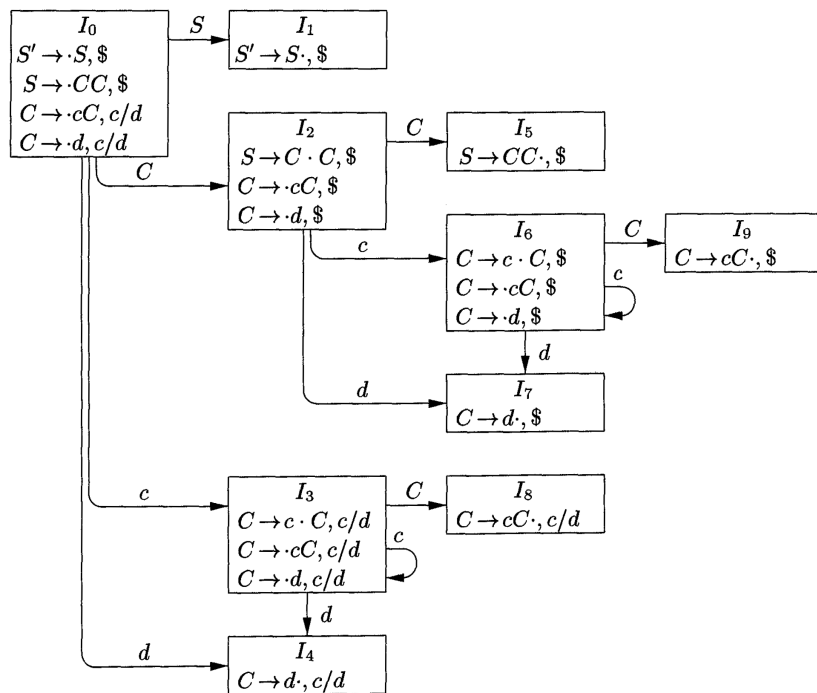 I₀
S' → ·S, $
S → ·CC, $
C → ·cC, c/d
C → ·d, c/d
S
I₁
S' → S·, $
C
I₂
S → C · C, $
C → ·cC, $
C → ·d, $
C
I₅
S → CC·, $
c
I₆
C → c · C, $
C → ·cC, $
C → ·d, $
C
I₉
C → cC·, $
c
d
d
I₇
C → d·, $
c
I₃
C → c · C, c/d
C → ·cC, c/d
C → ·d, c/d
C
I₈
C → cC·, c/d
c
d
d
I₄
C → d·, c/d